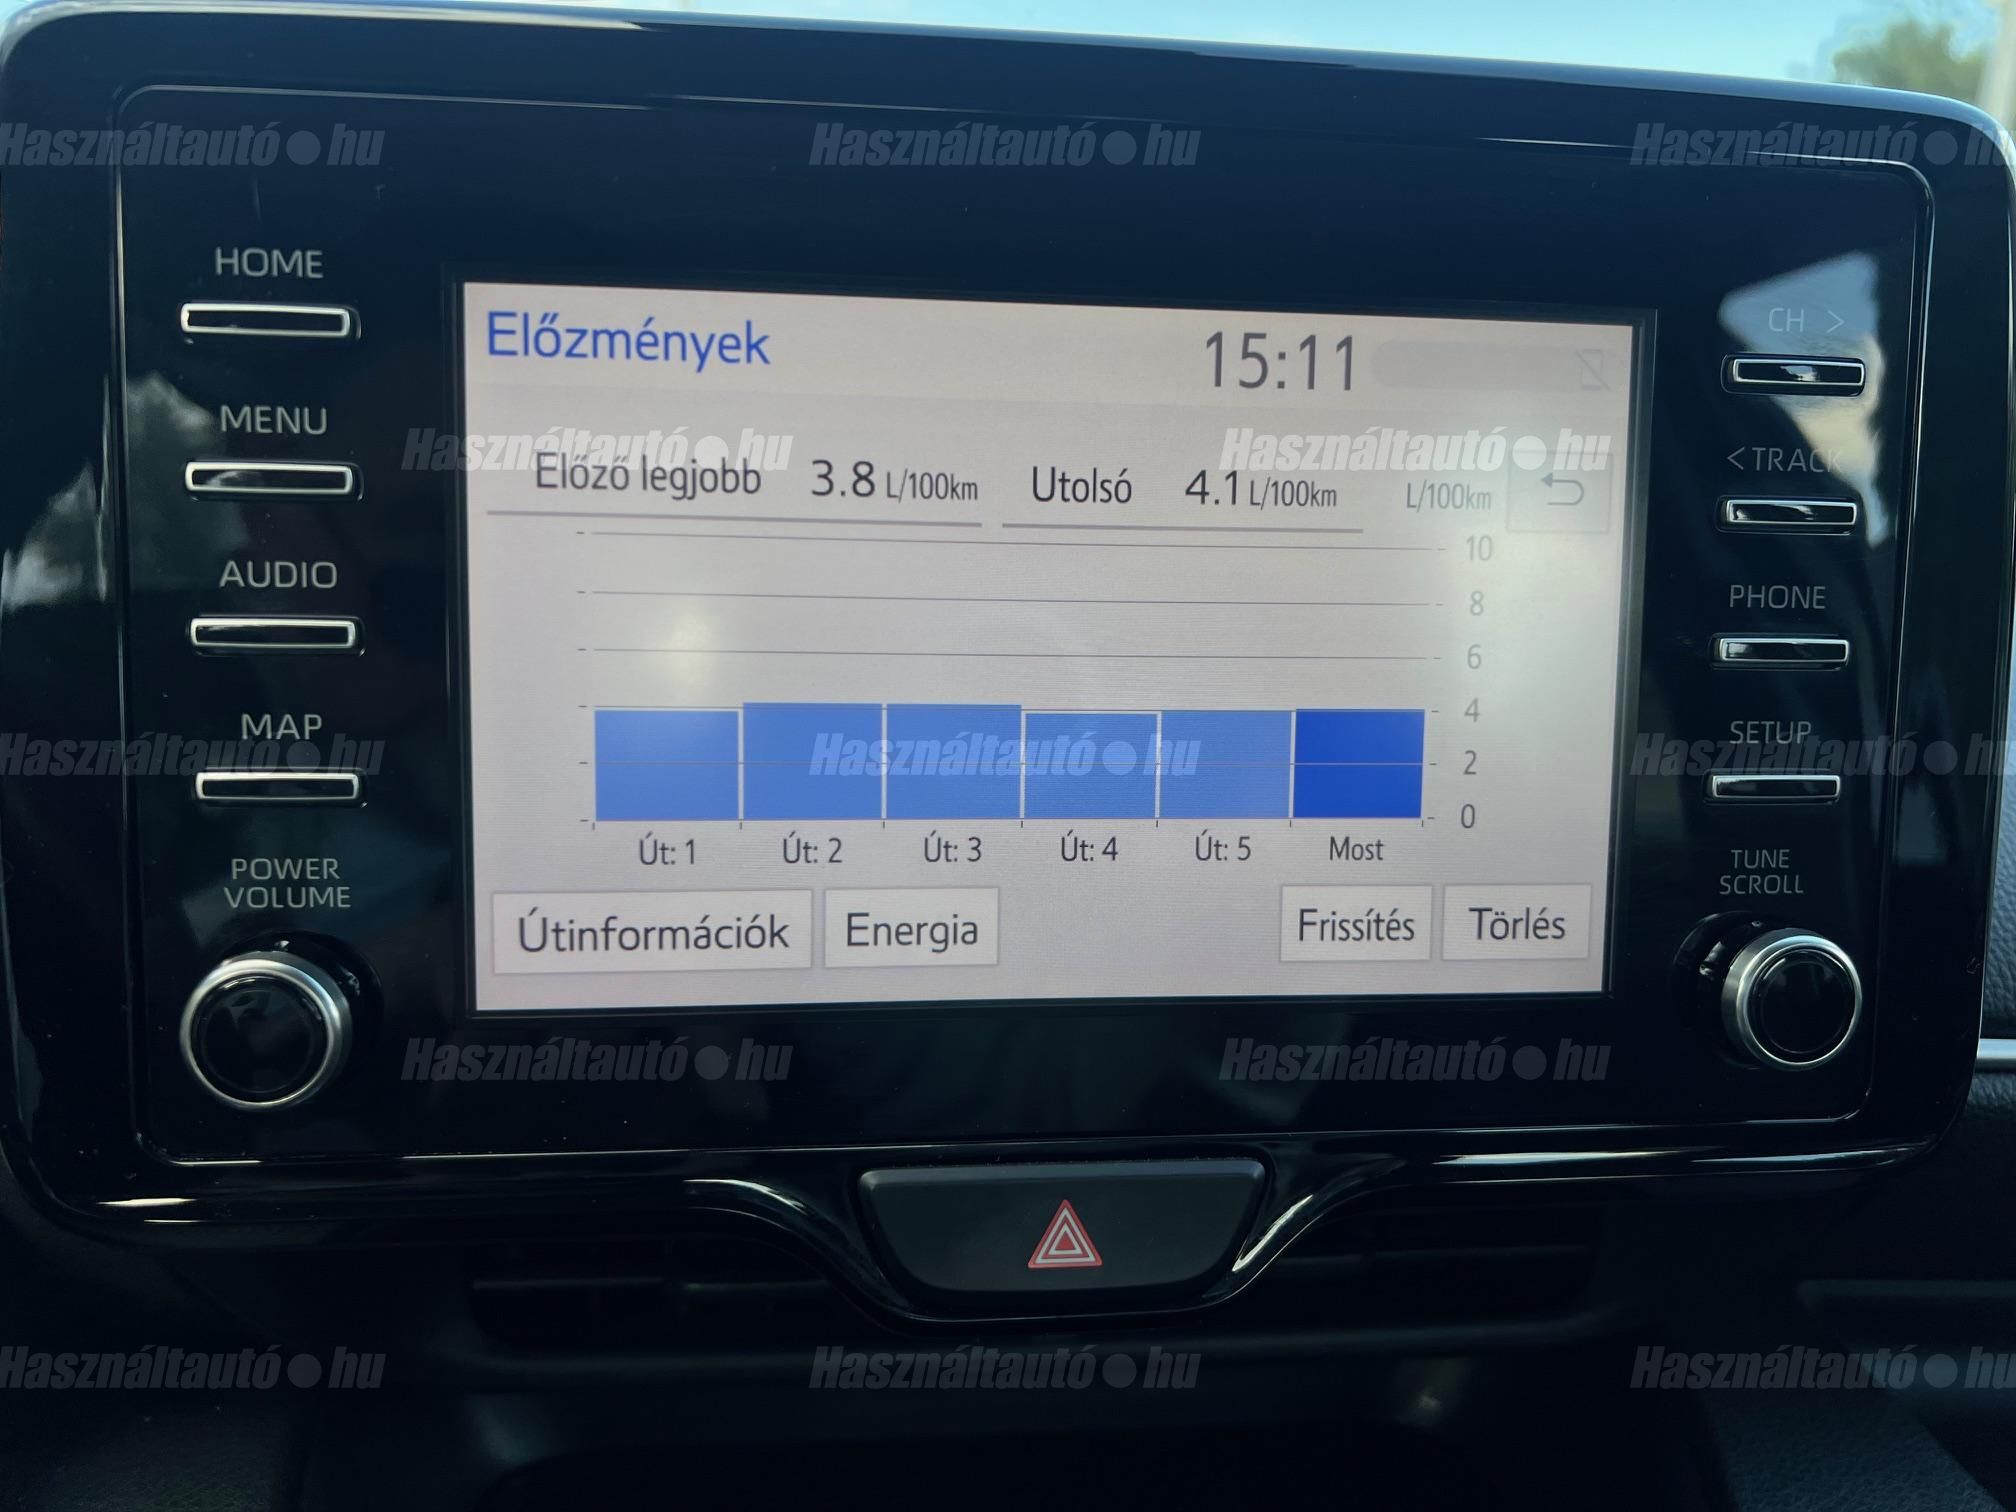 Használtautó.hu Használtautó.hu Használtautó.h
HOME
CH >
Előzmények 15:11
MENU
Használtautó.hu Használtautó.hu
< TRACK
Előző legjobb 3.8 L/100km Utolsó 4.1 L/100km L/100km
10
AUDIO
8
PHONE
6
MAP
4
SETUP
Használtautó.hu Használtautó.hu Használtautó.hu
2
0
Út: 1 Út: 2 Út: 3 Út: 4 Út: 5 Most
POWER
VOLUME
TUNE
SCROLL
Útinformációk Energia Frissítés Törlés
Használtautó.hu Használtautó.hu
Használtautó.hu Használtautó.hu Használtautó.hu